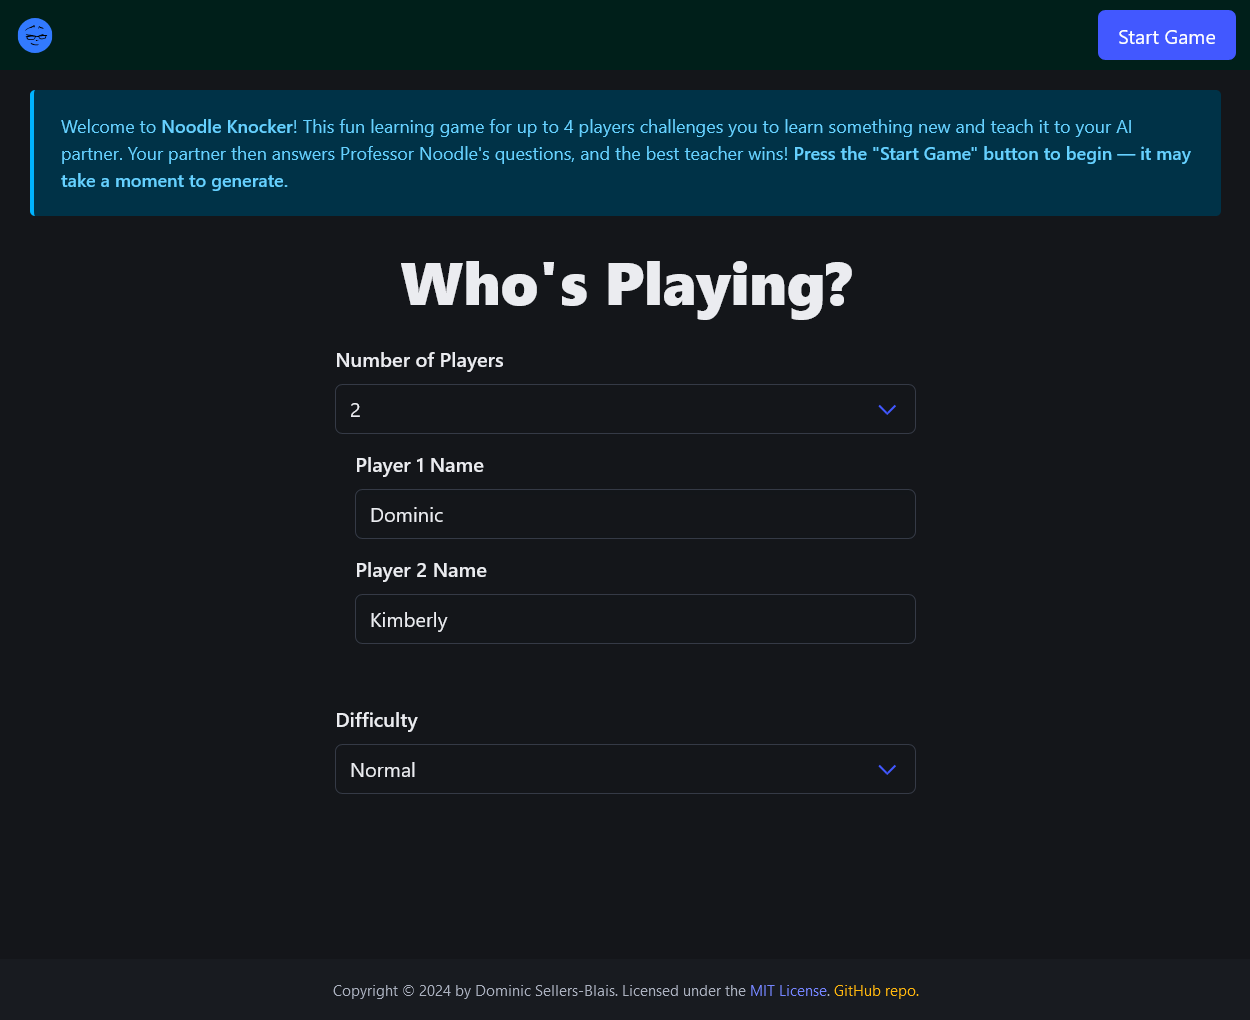 Start Game
Welcome to Noodle Knocker! This fun learning game for up to 4 players challenges you to learn something new and teach it to your AI
partner. Your partner then answers Professor Noodle's questions, and the best teacher wins! Press the "Start Game" button to begin — it may
take a moment to generate.
Who's Playing?
Number of Players
2
Player 1 Name
Dominic
Player 2 Name
Kimberly
Difficulty
Normal
Copyright © 2024 by Dominic Sellers-Blais. Licensed under the MIT License. GitHub repo.